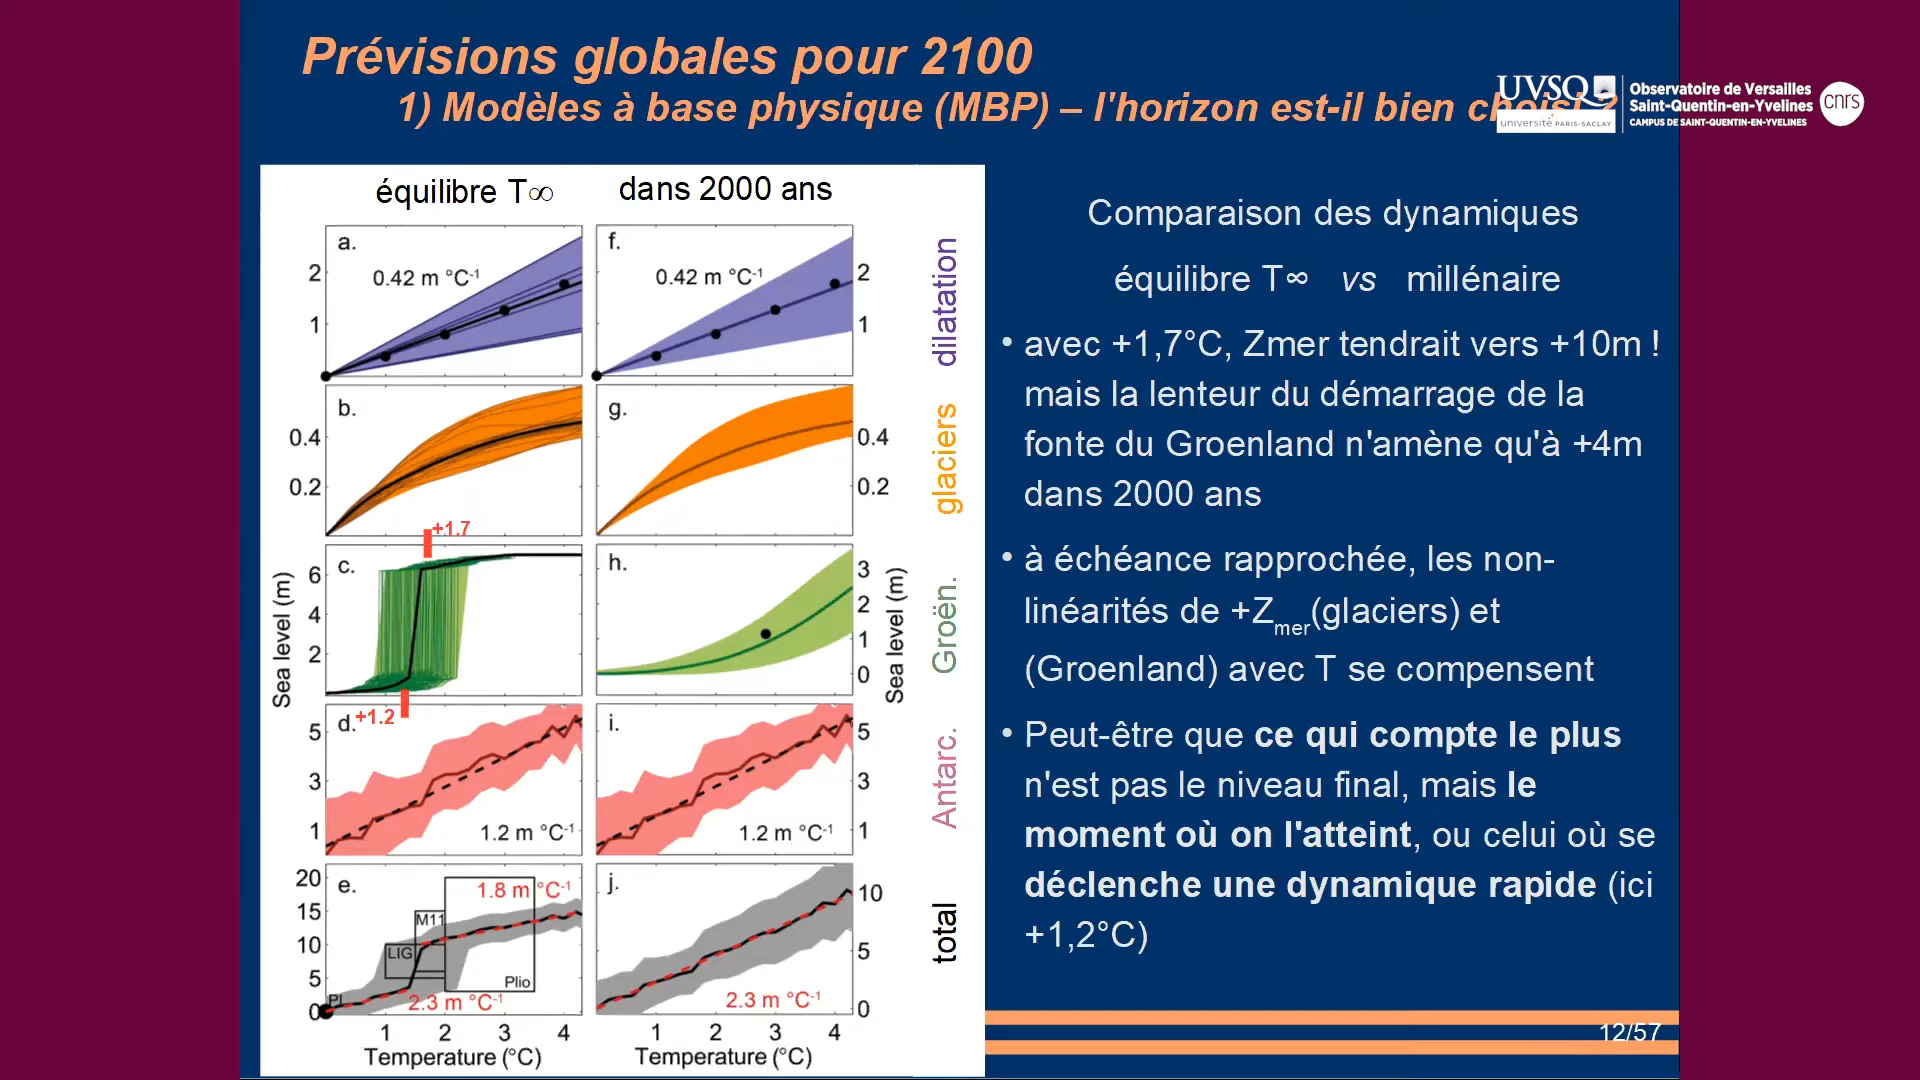 Prévisions globales pour 2100
1) Modèles à base physique (MBP) – l'horizon est-il bien choisi ?
UVSQ
université PARIS-SACLAY
Observatoire de Versailles
Saint-Quentin-en-Yvelines
CAMPUS DE SAINT-QUENTIN-EN-YVELINES
cnrs
équilibre T∞
dans 2000 ans
a.
0.42 m °C-1
2
1
f.
0.42 m °C-1
2
1
dilatation
b.
0.4
0.2
g.
0.4
0.2
glaciers
+1.7
c.
6
4
2
h.
3
2
1
0
Groën.
Sea level (m)
Sea level (m)
+1.2
d.
5
3
1
1.2 m °C-1
i.
5
3
1
1.2 m °C-1
Antarc.
e.
20
15
10
5
0
1.8 m °C-1
M11
LIG
Plio
PI
2.3 m °C-1
j.
10
5
0
2.3 m °C-1
total
1 2 3 4
Temperature (°C)
1 2 3 4
Temperature (°C)
Comparaison des dynamiques
équilibre T∞ vs millénaire
• avec +1,7°C, Zmer tendrait vers +10m !
mais la lenteur du démarrage de la
fonte du Groenland n'amène qu'à +4m
dans 2000 ans
• à échéance rapprochée, les non-
linéarités de +Zmer(glaciers) et
(Groenland) avec T se compensent
• Peut-être que ce qui compte le plus
n'est pas le niveau final, mais le
moment où on l'atteint, ou celui où se
déclenche une dynamique rapide (ici
+1,2°C)
12/57